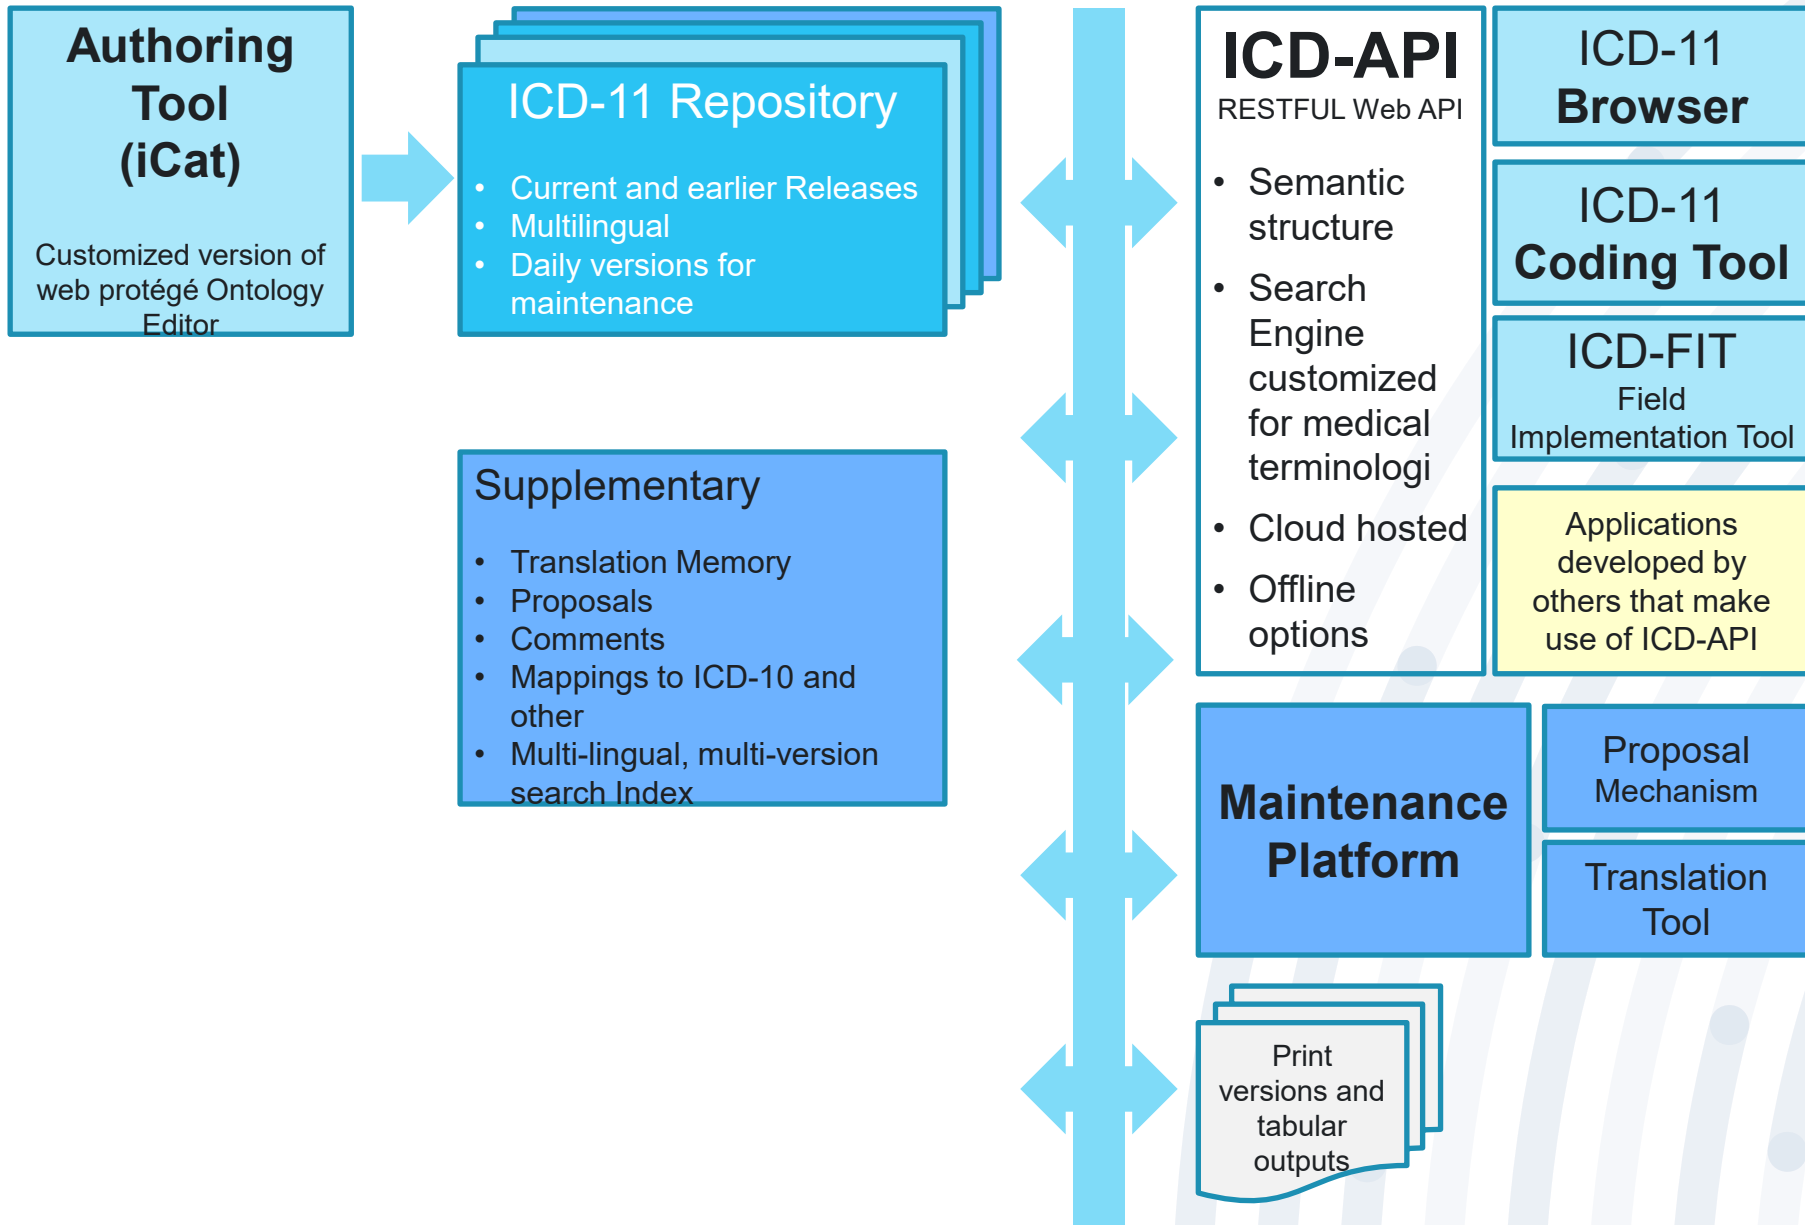 Authoring
Tool
(iCat)
Customized version of
web protégé Ontology
Editor
ICD-11 Repository
• Current and earlier Releases
• Multilingual
• Daily versions for
maintenance
Supplementary
• Translation Memory
• Proposals
• Comments
• Mappings to ICD-10 and
other
• Multi-lingual, multi-version
search Index
ICD-API
RESTFUL Web API
• Semantic
structure
• Search
Engine
customized
for medical
terminologi
• Cloud hosted
• Offline
options
ICD-11
Browser
ICD-11
Coding Tool
ICD-FIT
Field
Implementation Tool
Applications
developed by
others that make
use of ICD-API
Maintenance
Platform
Proposal
Mechanism
Translation
Tool
Print
versions and
tabular
outputs